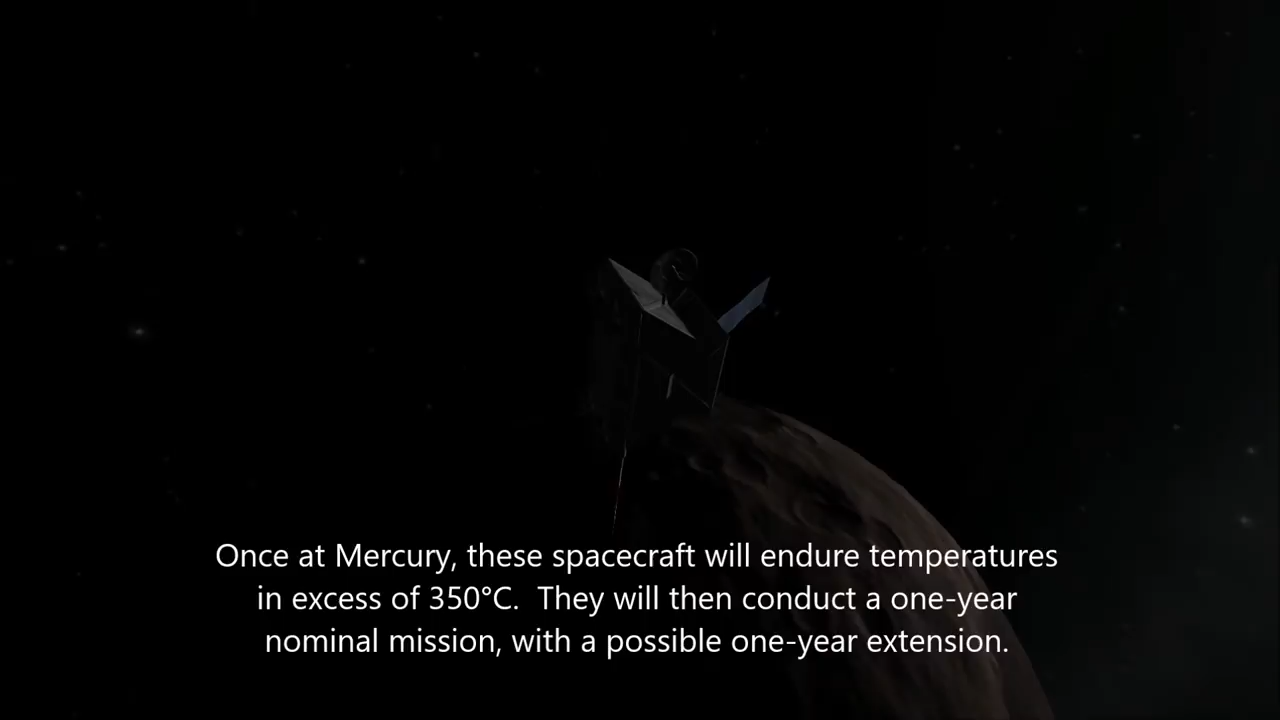 Once at Mercury, these spacecraft will endure temperatures
in excess of 350°C.  They will then conduct a one-year
nominal mission, with a possible one-year extension.